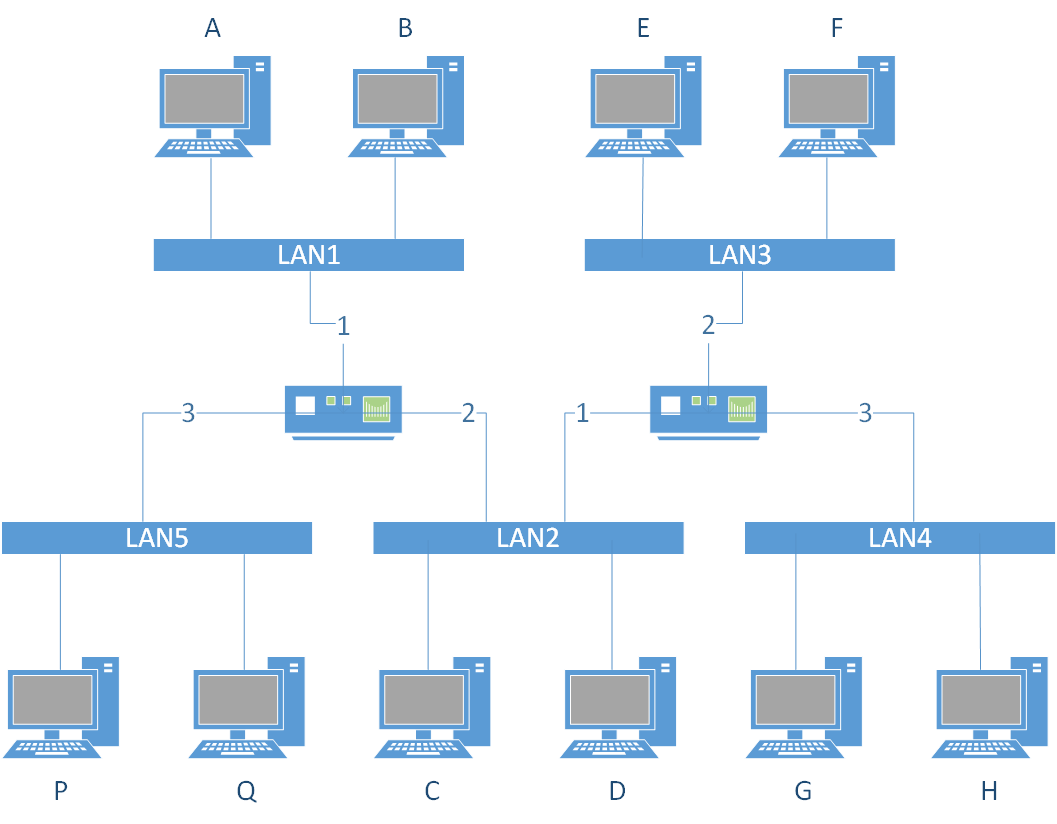 A B E F
LAN1 LAN3
1 2
3 2 1 3
LAN5 LAN2 LAN4
P Q C D G H